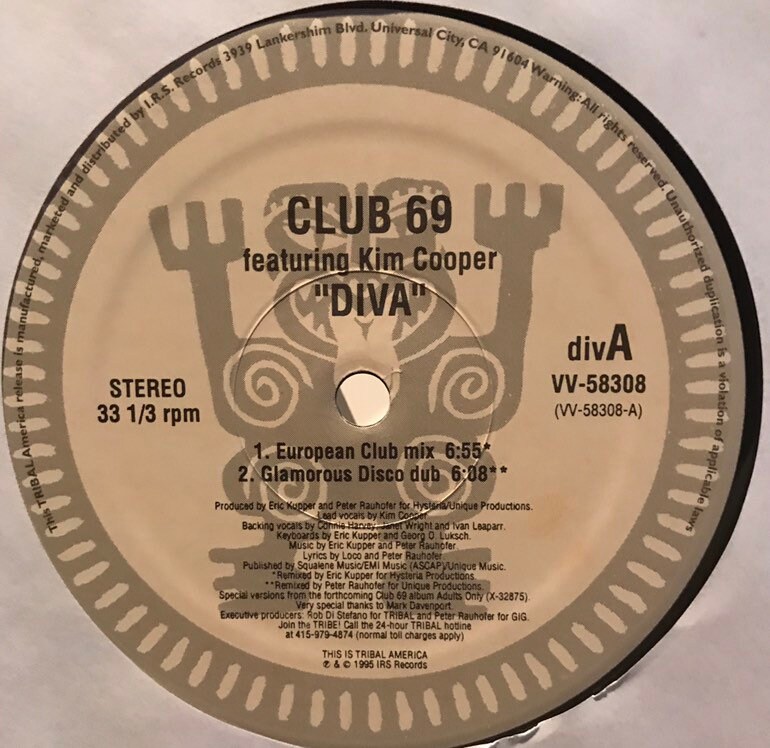 This TRIBAL America release is manufactured, marketed and distributed by I.R.S. Records 3939 Lankershim Blvd. Universal City, CA 91604 Warning: All rights reserved. Unauthorized duplication is a violation of applicable laws
CLUB 69
featuring Kim Cooper
"DIVA"
divA
VV-58308
(VV-58308-A)
STEREO
33 1/3 rpm
1. European Club mix 6:55*
2. Glamorous Disco dub 6:08**
Produced by Eric Kupper and Peter Rauhofer for Hysteria/Unique Productions.
Lead vocals by Kim Cooper.
Backing vocals by Connie Harvey, Janet Wright and Ivan Leaparr.
Keyboards by Eric Kupper and Georg O. Luksch.
Music by Eric Kupper and Peter Rauhofer.
Lyrics by Loco and Peter Rauhofer.
Published by Squalene Music/EMI Music (ASCAP)/Unique Music.
*Remixed by Eric Kupper for Hysteria Productions.
**Remixed by Peter Rauhofer for Unique Productions.
Special versions from the forthcoming Club 69 album Adults Only (X-32875).
Very special thanks to Mark Davenport.
Executive producers: Rob Di Stefano for TRIBAL and Peter Rauhofer for GIG.
Join the TRIBE! Call the 24-hour TRIBAL hotline
at 415-979-4874 (normal toll charges apply)
THIS IS TRIBAL AMERICA
℗ & © 1995 IRS Records